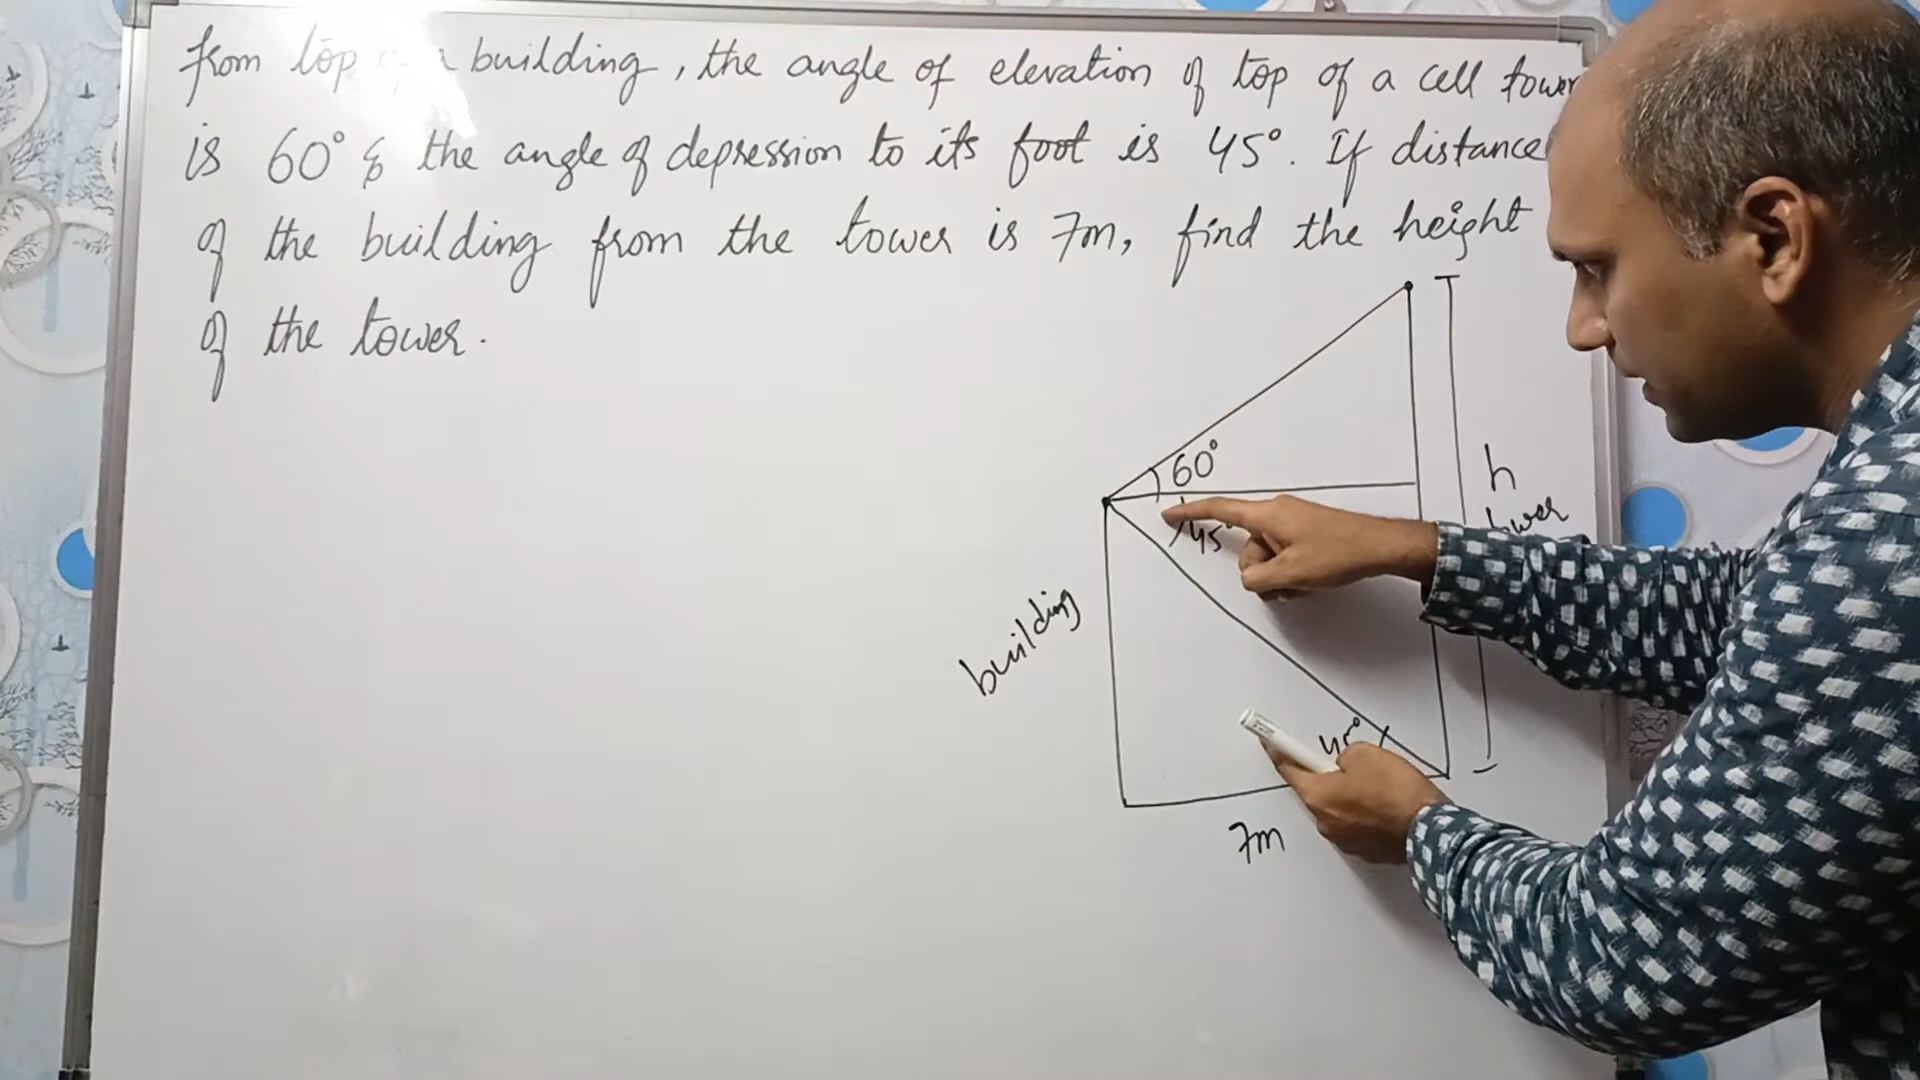 from top building, the angle of elevation of top of a cell tower
is 60° & the angle of depression to its foot is 45°. If distance
of the building from the tower is 7m, find the height
of the tower.
60°
45°
h
building
45°
7m